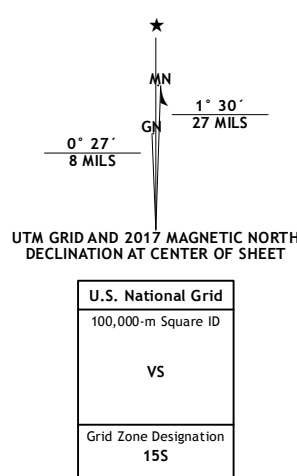 ★
MN
1° 30´
27 MILS
GN
0° 27´
8 MILS
UTM GRID AND 2017 MAGNETIC NORTH
DECLINATION AT CENTER OF SHEET
U.S. National Grid
100,000-m Square ID
VS
Grid Zone Designation
15S